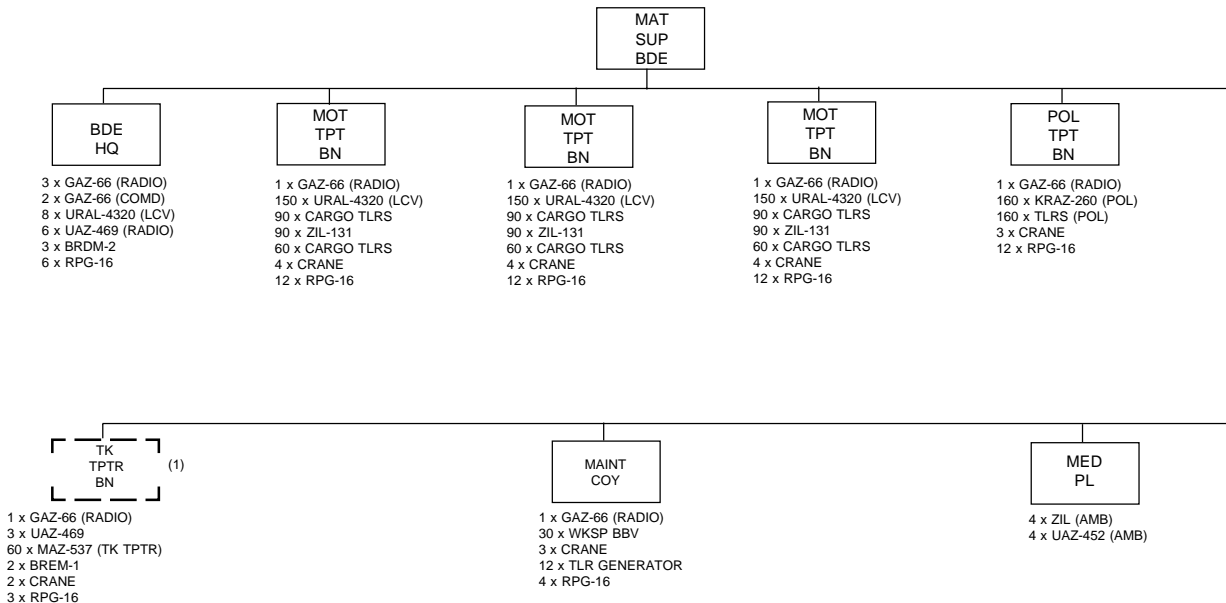 MAT
SUP
BDE
BDE
HQ
3 x GAZ-66 (RADIO)
2 x GAZ-66 (COMD)
8 x URAL-4320 (LCV)
6 x UAZ-469 (RADIO)
3 x BRDM-2
6 x RPG-16
MOT
TPT
BN
1 x GAZ-66 (RADIO)
150 x URAL-4320 (LCV)
90 x CARGO TLRS
90 x ZIL-131
60 x CARGO TLRS
4 x CRANE
12 x RPG-16
MOT
TPT
BN
1 x GAZ-66 (RADIO)
150 x URAL-4320 (LCV)
90 x CARGO TLRS
90 x ZIL-131
60 x CARGO TLRS
4 x CRANE
12 x RPG-16
MOT
TPT
BN
1 x GAZ-66 (RADIO)
150 x URAL-4320 (LCV)
90 x CARGO TLRS
90 x ZIL-131
60 x CARGO TLRS
4 x CRANE
12 x RPG-16
POL
TPT
BN
1 x GAZ-66 (RADIO)
160 x KRAZ-260 (POL)
160 x TLRS (POL)
3 x CRANE
12 x RPG-16
TK
TPTR
BN
(1)
1 x GAZ-66 (RADIO)
3 x UAZ-469
60 x MAZ-537 (TK TPTR)
2 x BREM-1
2 x CRANE
3 x RPG-16
MAINT
COY
1 x GAZ-66 (RADIO)
30 x WKSP BBV
3 x CRANE
12 x TLR GENERATOR
4 x RPG-16
MED
PL
4 x ZIL (AMB)
4 x UAZ-452 (AMB)